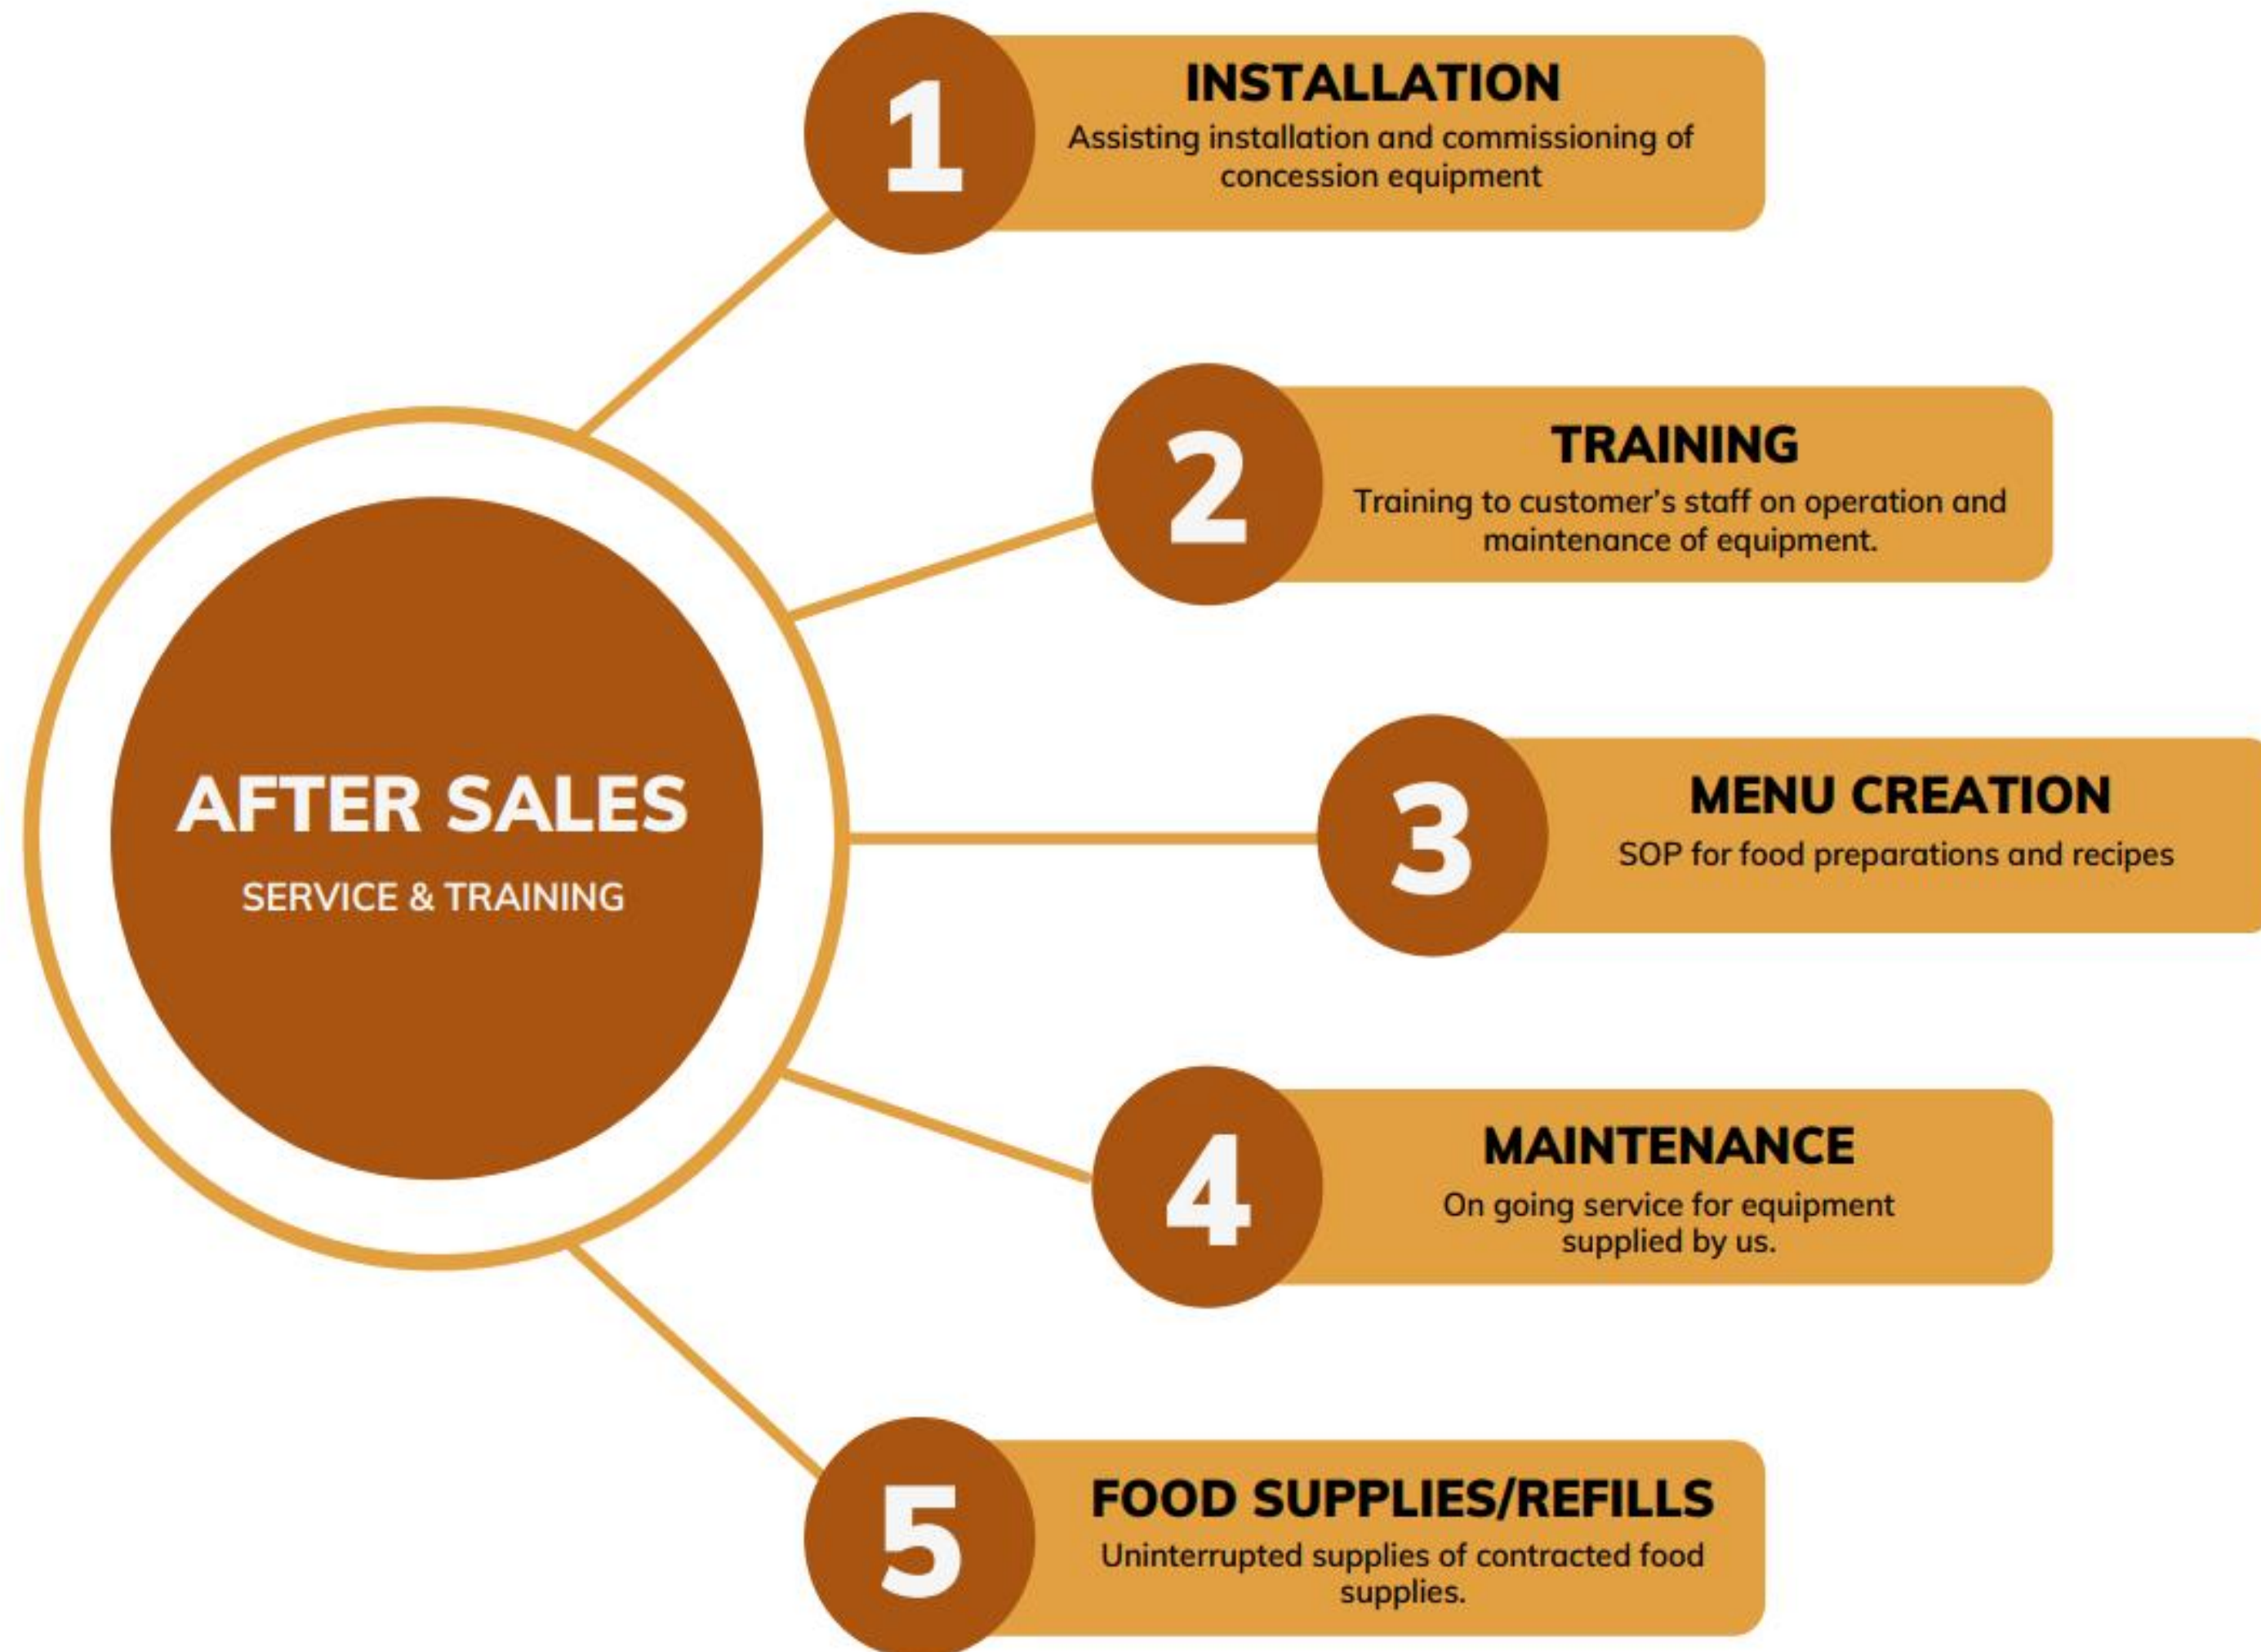 1
INSTALLATION
Assisting installation and commissioning of
concession equipment
2
TRAINING
Training to customer's staff on operation and
maintenance of equipment.
AFTER SALES
SERVICE & TRAINING
3
MENU CREATION
SOP for food preparations and recipes
4
MAINTENANCE
On going service for equipment
supplied by us.
5
FOOD SUPPLIES/REFILLS
Uninterrupted supplies of contracted food
supplies.